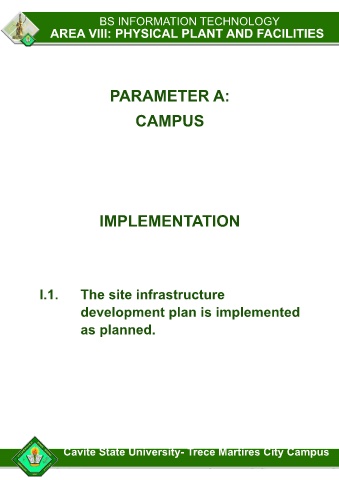 BS INFORMATION TECHNOLOGY
AREA VIII: PHYSICAL PLANT AND FACILITIES
PARAMETER A:
CAMPUS
IMPLEMENTATION
I.1. The site infrastructure
development plan is implemented
as planned.
Cavite State University- Trece Martires City Campus